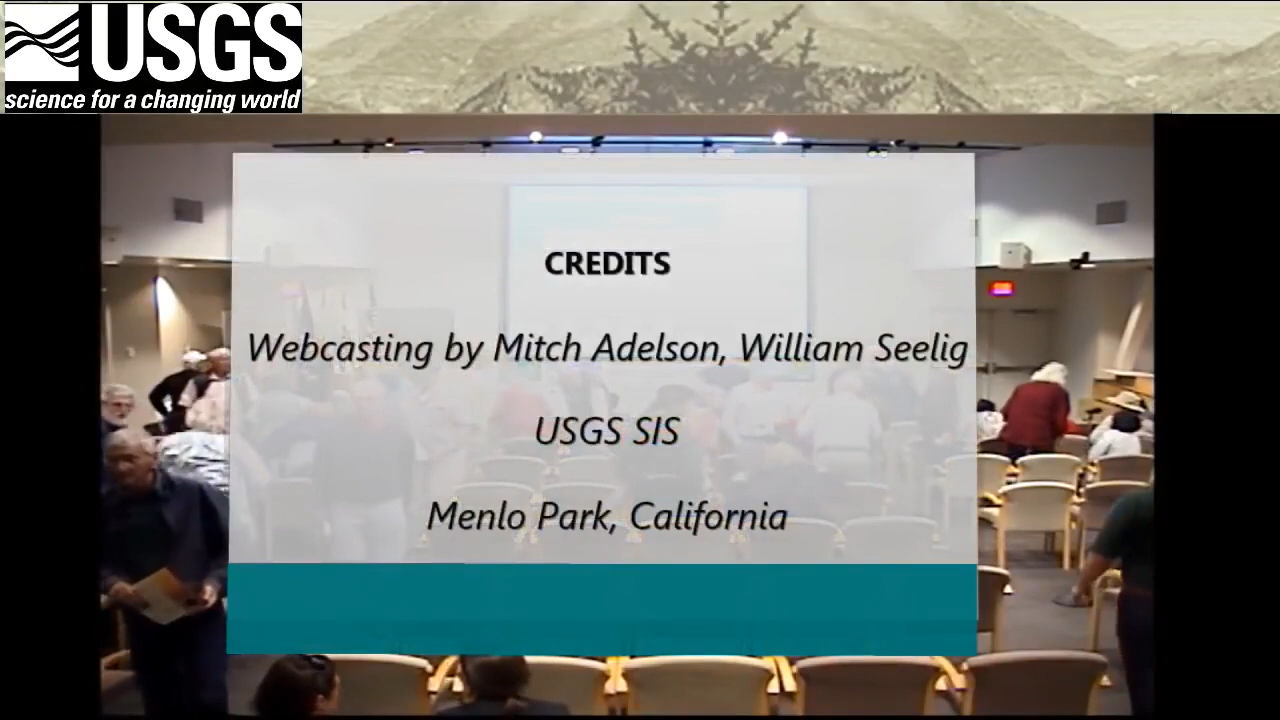 USGS
science for a changing world
CREDITS
Webcasting by Mitch Adelson, William Seelig
USGS SIS
Menlo Park, California